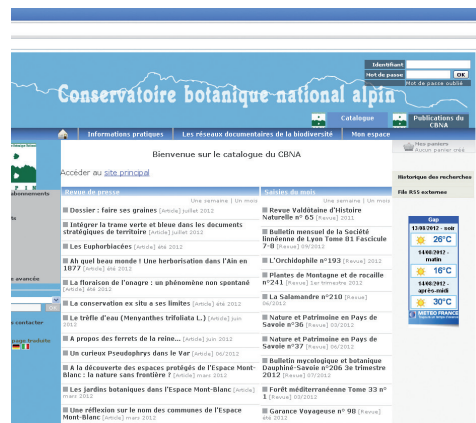 Identifiant
Mot de passe
OK
Mot de passe oublié
Conservatoire botanique national alpin
Catalogue
Publications du
CBNA
Informations pratiques
Les réseaux documentaires de la biodiversité
Mon espace
Mes paniers
Aucun panier créé
Bienvenue sur le catalogue du CBNA
Accéder au site principal
Historique des recherches
File RSS externes
abonnements
ts
e avancée
e contacter
page traduite
Revue de presse
Une semaine | Un mois
Dossier : faire ses graines [Article] juillet 2012
Intégrer la tranme verte et bleue dans les documents
stratégiques de territoire [Article] juillet 2012
Les Euphorbiacées [Article] été 2012
Ah quel beau monde ! Une herborisation dans l'Ain en
1877 [Article] été 2012
La floraison de l'onagre : un phénomène non spontané
[Article] été 2012
La conservation ex situ a ses limites [Article] été 2012
Le trèfle d'eau (Menyanthes trifoliata L.) [Article] juin
2012
A propos des ferrets de la reine... [Article] juin 2012
Un curieux Pseudophrys dans le Var [Article] 06/2012
A la découverte des espaces protégés de l'Espace Mont-
Blanc : la nature sans frontière ? [Article] mars 2012
Les jardins botaniques dans l'Espace Mont-Blanc [Article]
mars 2012
Une réflexion sur le nom des communes de l'Espace
Mont-Blanc [Article] mars 2012
Saisies du mois
Une semaine | Un mois
Revue Valdôtaine d'Histoire
Naturelle n° 65 [Revue] 2011
Bulletin mensuel de la Société
linnéenne de Lyon Tome 81 Fascicule
7-8 [Revue] 09/2012
L'Orchidophile n°193 [Revue] 2012
Plantes de Montagne et de rocaille
n°241 [Revue] 1er trimestre 2012
La Salamandre n°210 [Revue]
06/2012
Nature et Patrimoine en Pays de
Savoie n°36 [Revue] 03/2012
Nature et Patrimoine en Pays de
Savoie n°37 [Revue] 06/2012
Bulletin mycologique et botanique
Dauphiné-Savoie n°206 3e trimestre
2012 [Revue] 07/2012
Forêt méditerranéenne Tome 33 n°
1 [Revue] 03/2012
Garance Voyageuse n° 98 [Revue]
été 2012
Gap
13/08/2012 - soir
26°C
14/08/2012 -
matin
16°C
14/08/2012 -
après-midi
30°C
METEO FRANCE